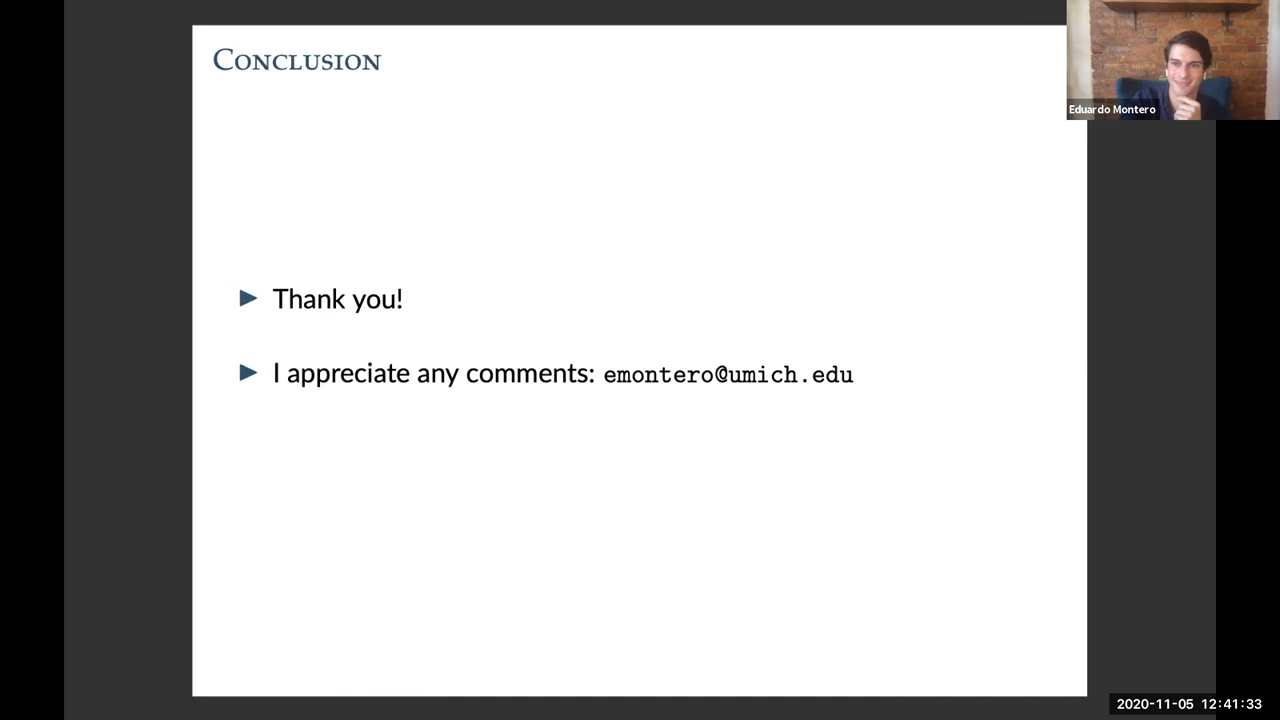 Conclusion
Eduardo Montero
▶ Thank you!
▶ I appreciate any comments: emontero@umich.edu
2020-11-05 12:41:33